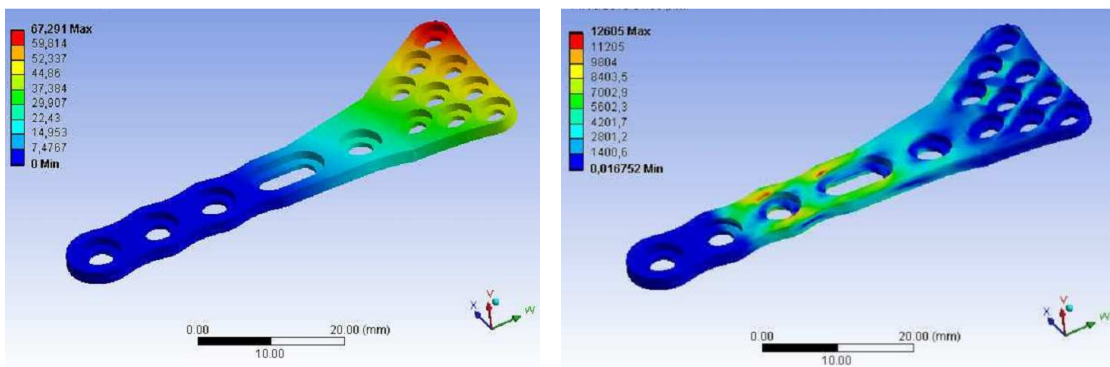 67,291 Max
59,814
52,337
44,86
37,384
29,907
22,43
14,953
7,4767
0 Min
X
Y
W
0.00
20.00 (mm)
10.00
12605 Max
11205
9804
8403,5
7002,9
5602,3
4201,7
2801,2
1400,6
0,016752 Min
X
W
0.00
20.00 (mm)
10.00